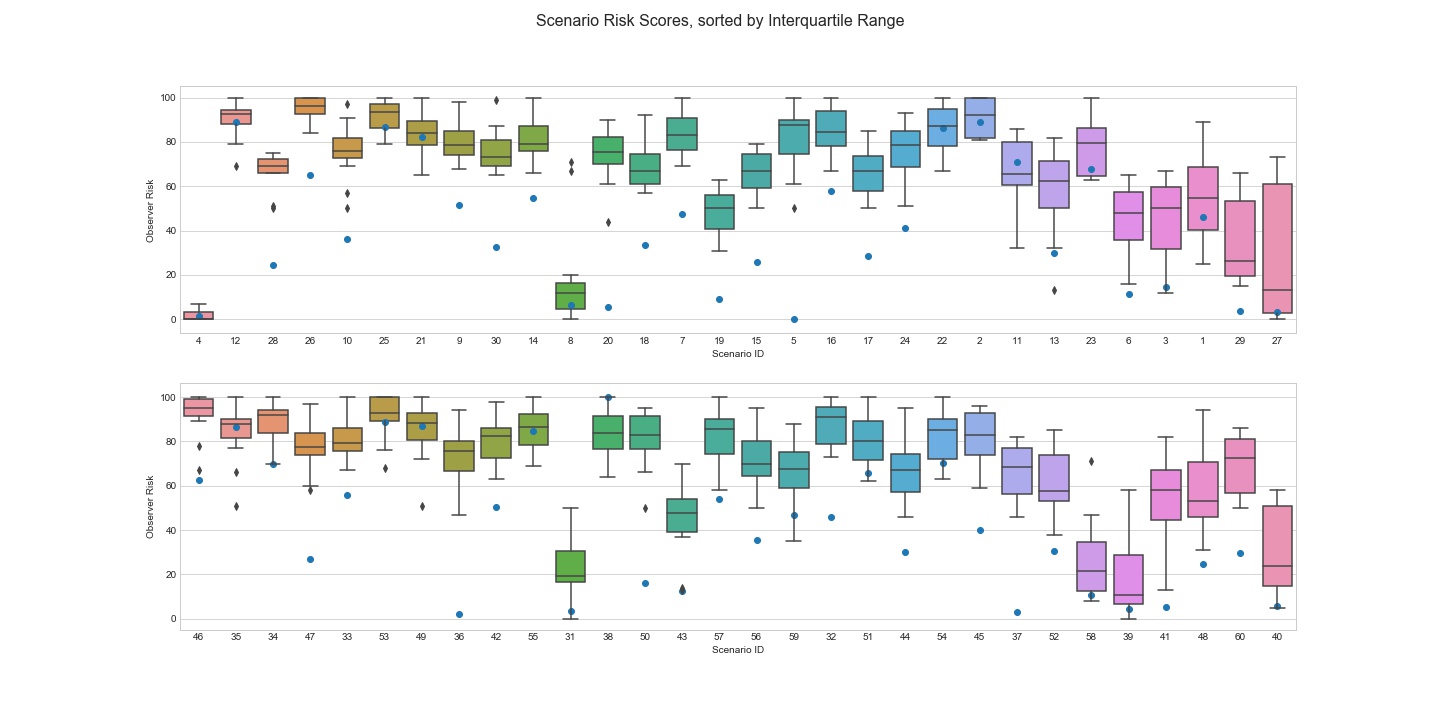 Scenario Risk Scores, sorted by Interquartile Range
100
80
60
40
20
0
Observer Risk
4 12 28 26 10 25 21 9 30 14 8 20 18 7 19 15 5 16 17 24 22 2 11 13 23 6 3 1 29 27
Scenario ID
100
80
60
40
20
0
Observer Risk
46 35 34 47 33 53 49 36 42 55 31 38 50 43 57 56 59 32 51 44 54 45 37 52 58 39 41 48 60 40
Scenario ID